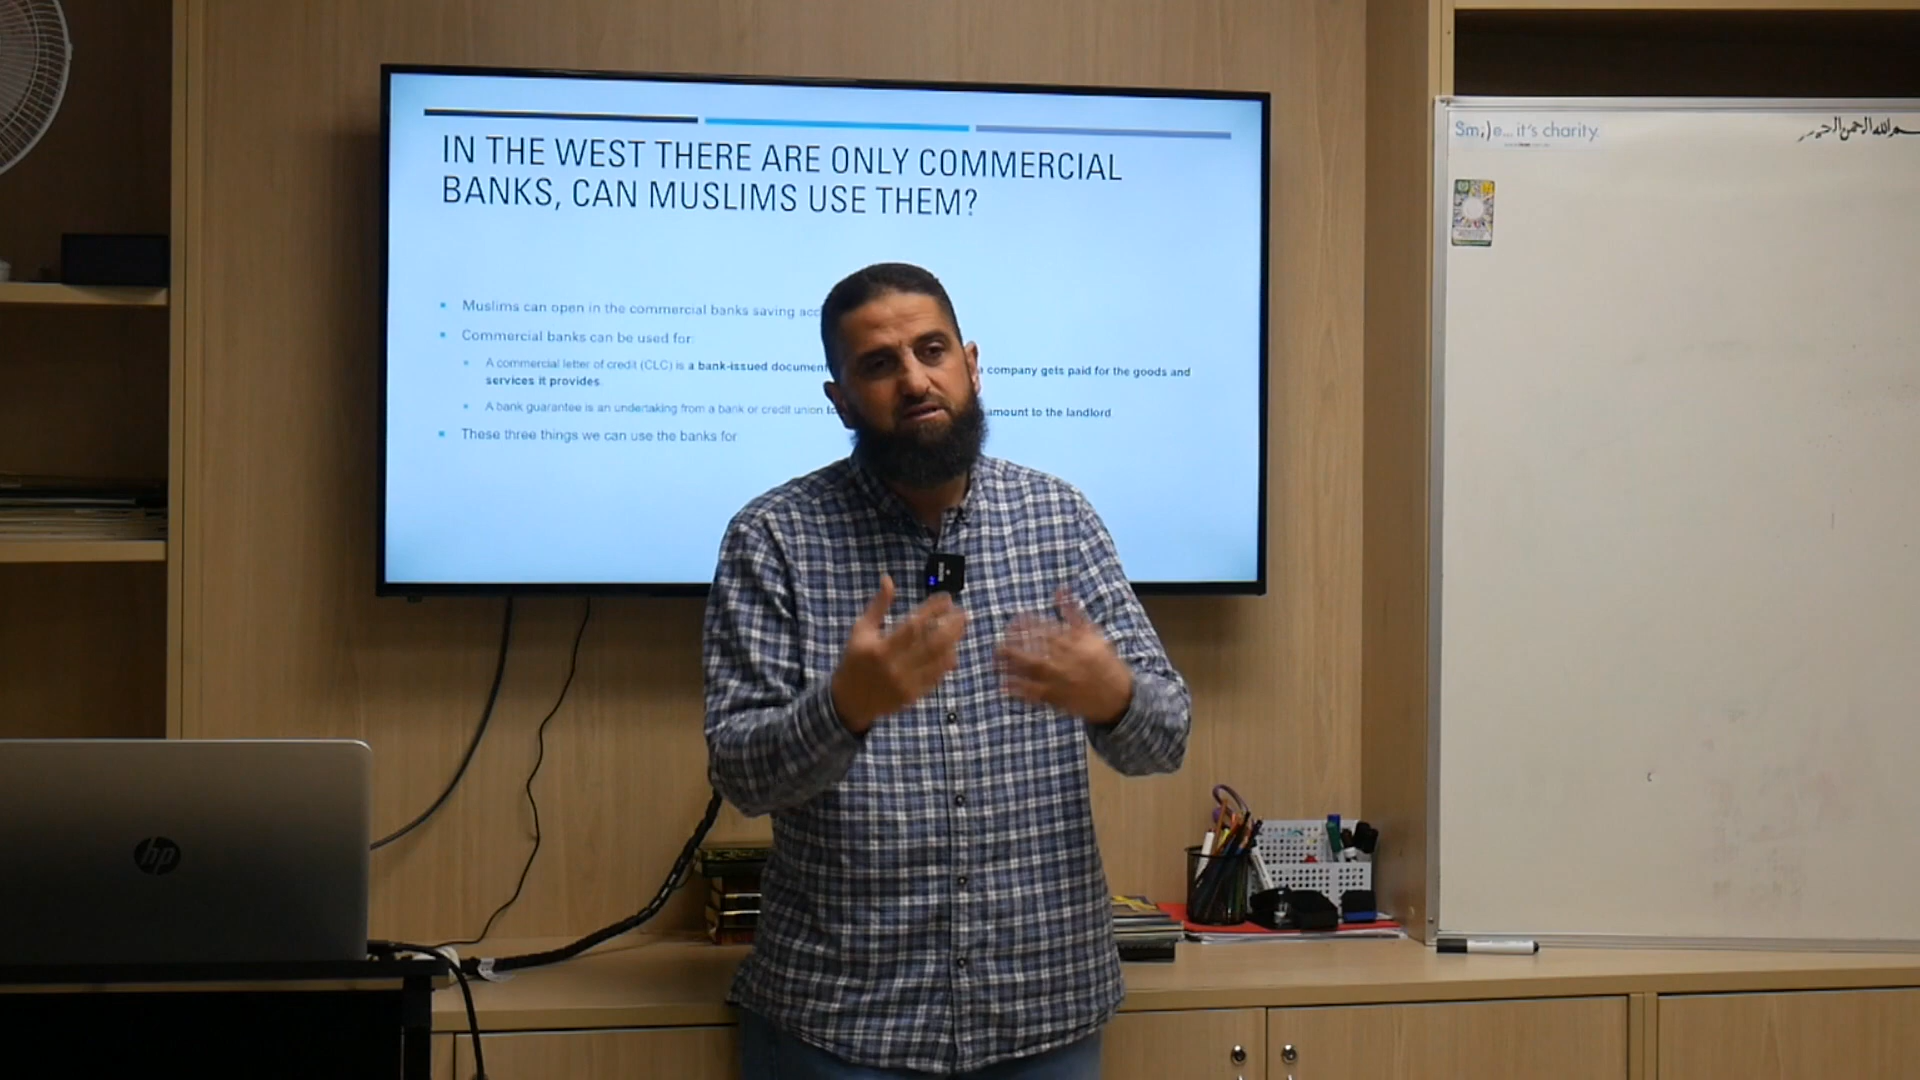 IN THE WEST THERE ARE ONLY COMMERCIAL
BANKS, CAN MUSLIMS USE THEM?
Muslims can open in the commercial banks saving acc
Commercial banks can be used for:
A commercial letter of credit (CLC) is a bank-issued document a company gets paid for the goods and
services it provides.
A bank guarantee is an undertaking from a bank or credit union to amount to the landlord
These three things we can use the banks for
Sm;)e... it's charity.
بسم الله الرحمن الرحيم
hp